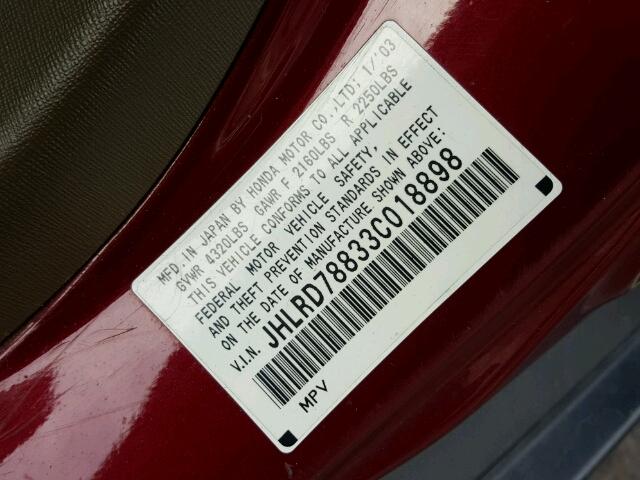 MFD. IN JAPAN BY HONDA MOTOR CO.,LTD; 1/'03
GVWR 4320LBS GAWR F 2160LBS R 2250LBS
THIS VEHICLE CONFORMS TO ALL APPLICABLE
FEDERAL MOTOR VEHICLE SAFETY,
AND THEFT PREVENTION STANDARDS IN EFFECT
ON THE DATE OF MANUFACTURE SHOWN ABOVE:
V.I.N. JHLRD78833C018898
MPV